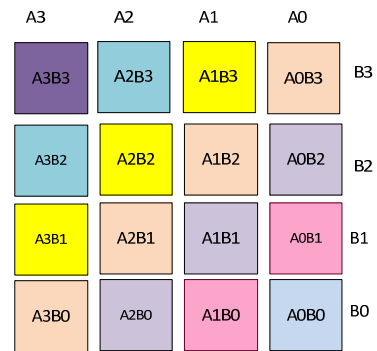 A3 A2 A1 A0
A3B3 A2B3 A1B3 A0B3 B3
A3B2 A2B2 A1B2 A0B2 B2
A3B1 A2B1 A1B1 A0B1 B1
A3B0 A2B0 A1B0 A0B0 B0